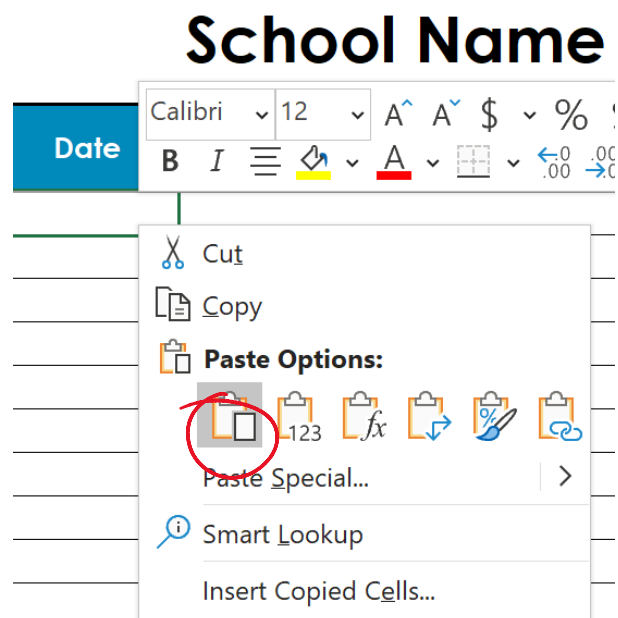 School Name
Calibri 12 A A $ %
Date
B I A .0 .00 .00
Cut
Copy
Paste Options:
123 fx %
Paste Special...
Smart Lookup
Insert Copied Cells...